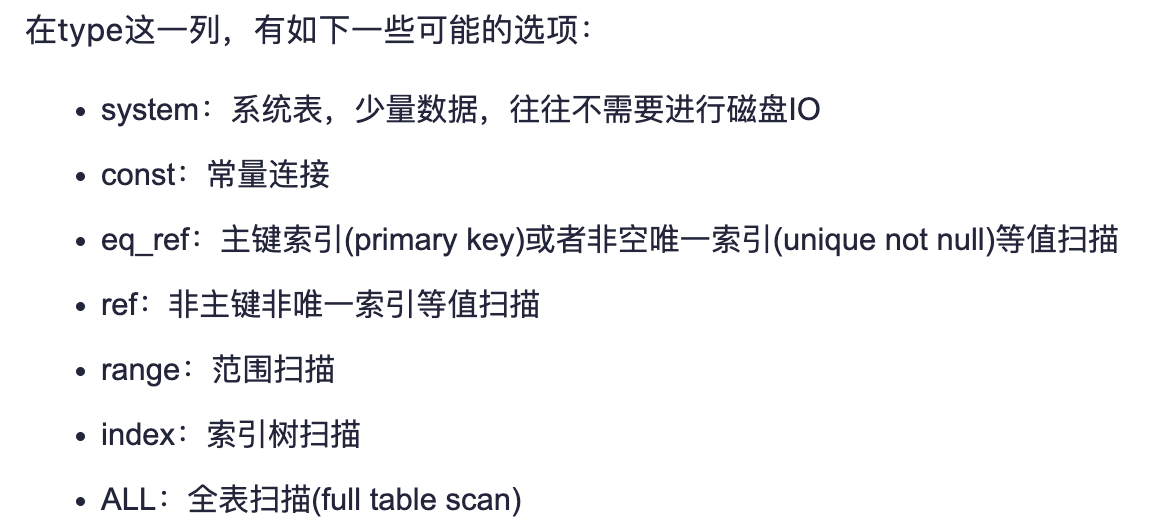 在type这一列，有如下一些可能的选项：
• system：系统表，少量数据，往往不需要进行磁盘IO
• const：常量连接
• eq_ref：主键索引(primary key)或者非空唯一索引(unique not null)等值扫描
• ref：非主键非唯一索引等值扫描
• range：范围扫描
• index：索引树扫描
• ALL：全表扫描(full table scan)